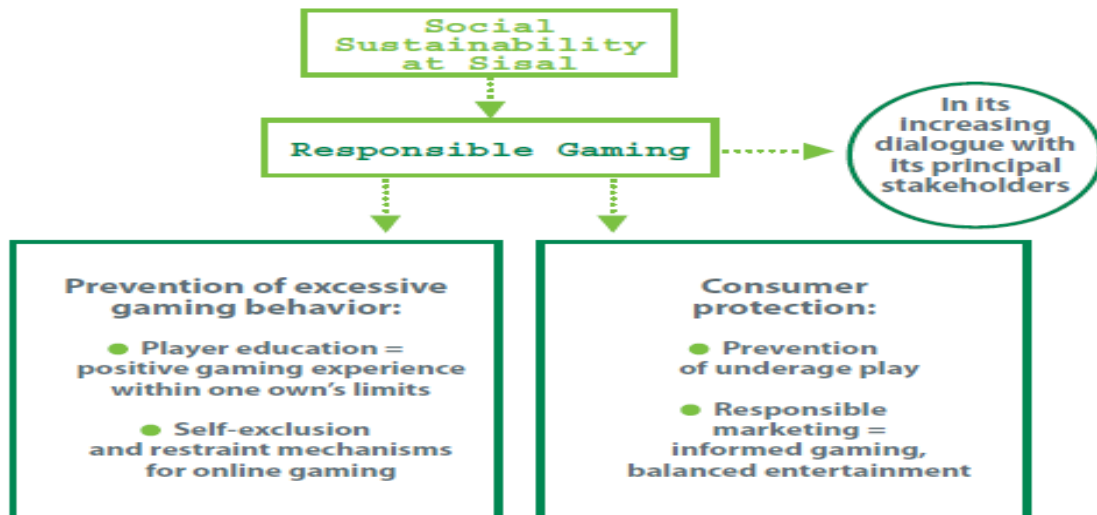 Social
Sustainability
at Sisal
Responsible Gaming
In its
increasing
dialogue with
its principal
stakeholders
Prevention of excessive
gaming behavior:
● Player education =
positive gaming experience
within one own's limits
● Self-exclusion
and restraint mechanisms
for online gaming
Consumer
protection:
● Prevention
of underage play
● Responsible
marketing =
informed gaming,
balanced entertainment